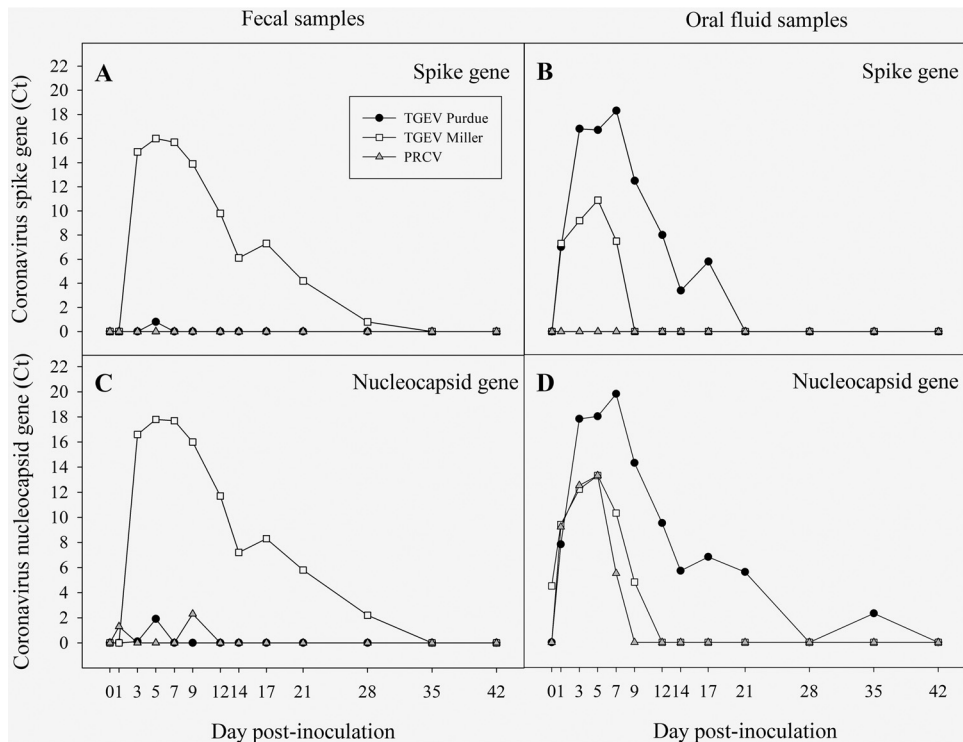 Fecal samples
Oral fluid samples
Coronavirus spike gene (Ct)
22
20
18
16
14
12
10
8
6
4
2
0
A
Spike gene
TGEV Purdue
TGEV Miller
PRCV
B
Spike gene
Coronavirus nucleocapsid gene (Ct)
22
20
18
16
14
12
10
8
6
4
2
0
C
Nucleocapsid gene
D
Nucleocapsid gene
0 1 3 5 7 9 12 14 17 21 28 35 42
0 1 3 5 7 9 12 14 17 21 28 35 42
Day post-inoculation
Day post-inoculation